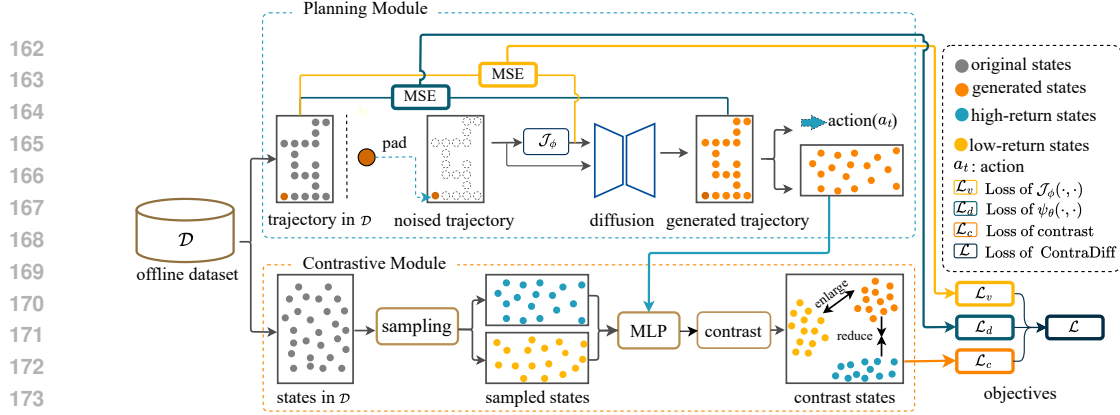 Planning Module
162
163
164
165
166
167
168
169
170
171
172
173
MSE
MSE
original states
generated states
high-return states
low-return states
a_t : action
ℒ_v Loss of 𝒥_ϕ(·,·)
ℒ_d Loss of ψ_θ(·,·)
ℒ_c Loss of contrast
ℒ Loss of ContraDiff
pad
𝒥_ϕ
action(a_t)
trajectory in 𝒟
noised trajectory
diffusion
generated trajectory
𝒟
offline dataset
Contrastive Module
sampling
MLP
contrast
enlarge
reduce
states in 𝒟
sampled states
contrast states
ℒ_v
ℒ_d
ℒ_c
ℒ
objectives